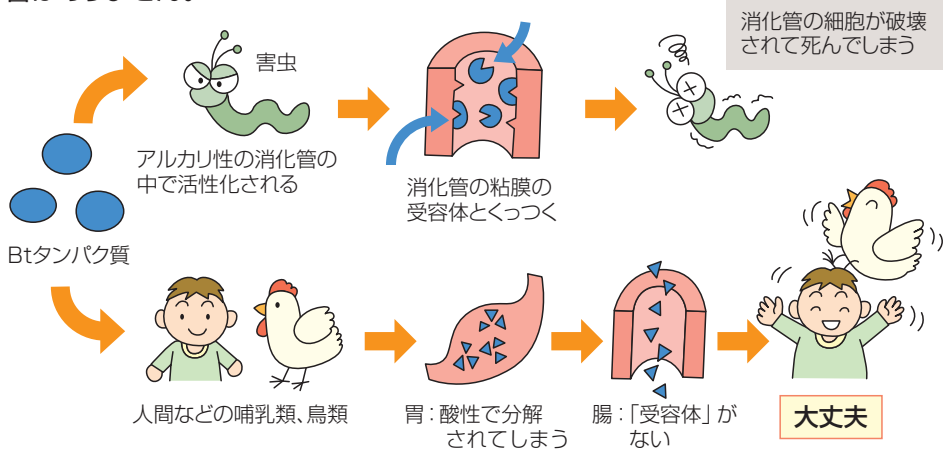 消化管の細胞が破壊
されて死んでしまう
害虫
アルカリ性の消化管の
中で活性化される
消化管の粘膜の
受容体とくっつく
Btタンパク質
人間などの哺乳類、鳥類
胃：酸性で分解
されてしまう
腸：「受容体」が
ない
大丈夫